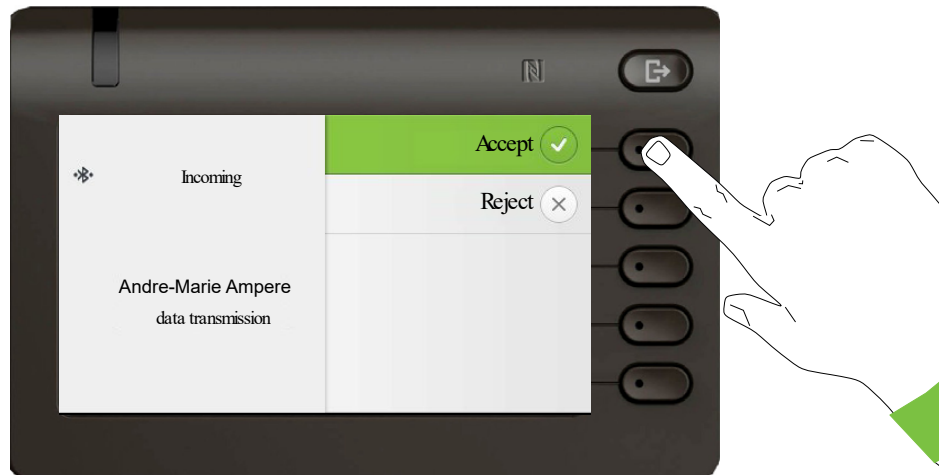 Accept
Incoming
Reject
Andre-Marie Ampere
data transmission